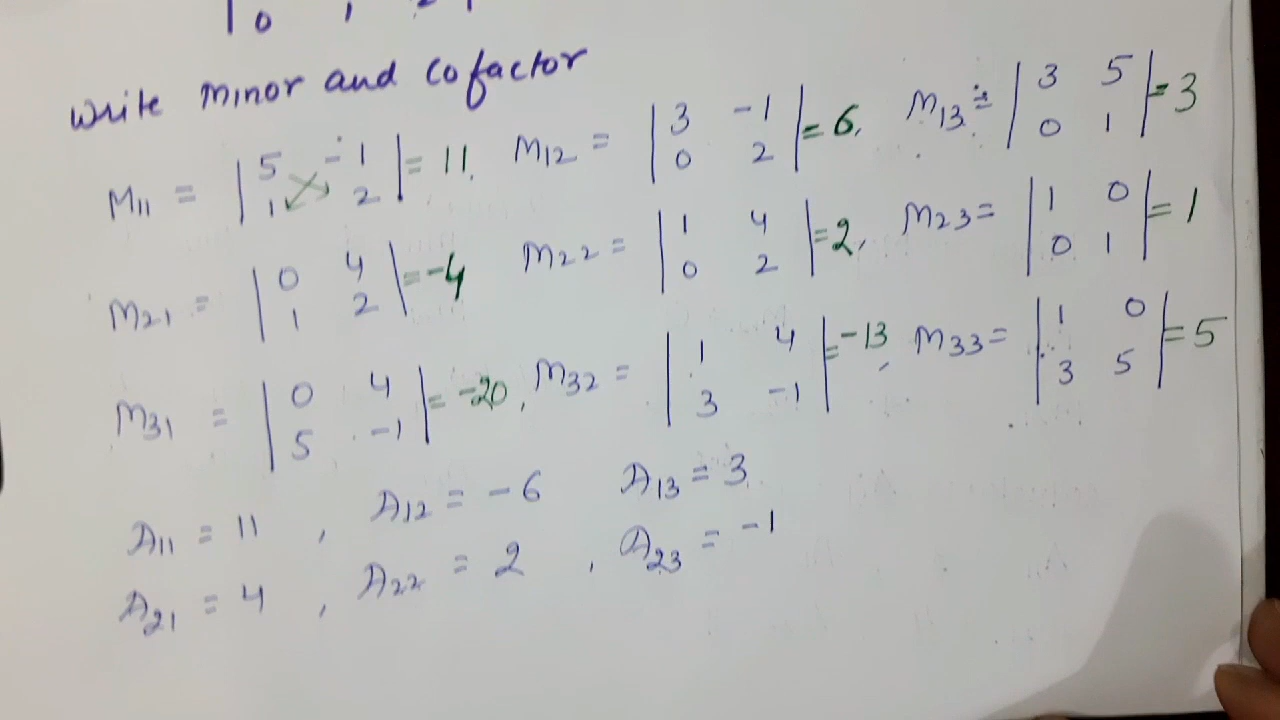 0 1 2
Write Minor and cofactor
M11 = | 5 -1 | = 11, M12 = | 3 -1 | = 6, M13 = | 3 5 | = 3
| 1 2 | | 0 2 | | 0 1 |
M21 = | 0 4 | = -4 M22 = | 1 4 | = 2, M23 = | 1 0 | = 1
| 1 2 | | 0 2 | | 0 1 |
M31 = | 0 4 | = -20, M32 = | 1 4 | = -13, M33 = | 1 0 | = 5
| 5 -1 | | 3 -1 | | 3 5 |
A11 = 11 , A12 = -6 A13 = 3
A21 = 4 , A22 = 2 , A23 = -1